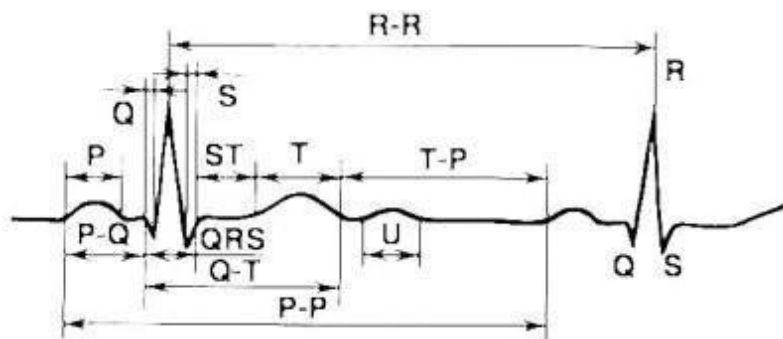 R-R
R
S
Q
P ST T T-P
P-Q QRS U
Q-T Q S
P-P